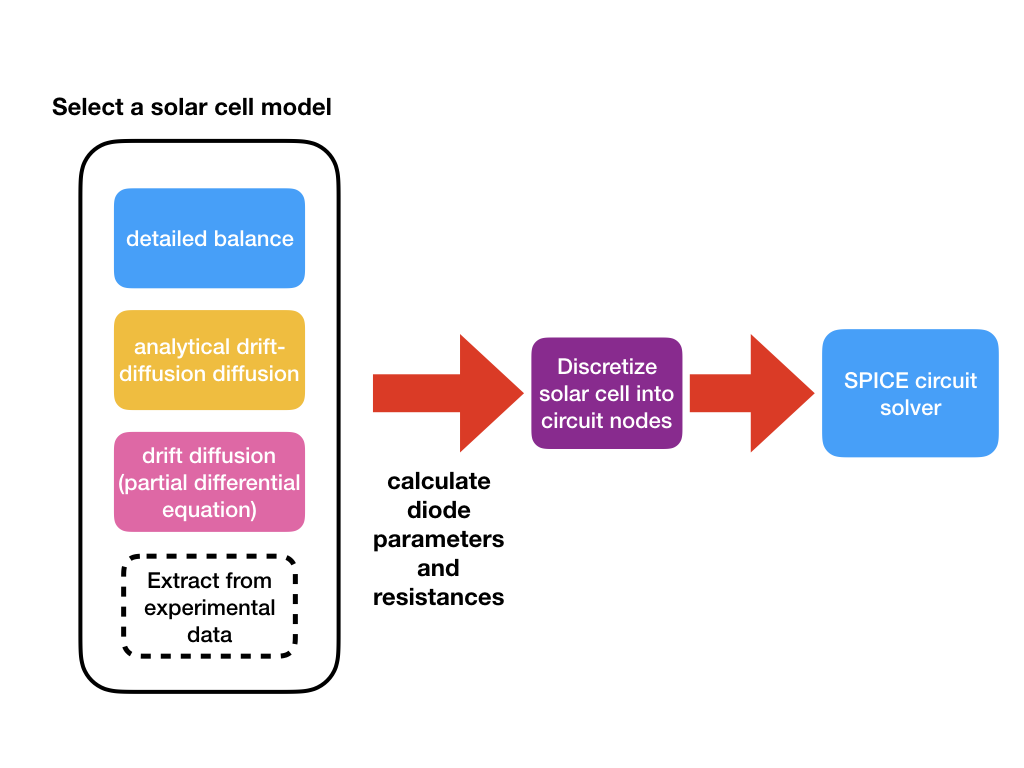 Select a solar cell model
detailed balance
analytical drift-
diffusion diffusion
drift diffusion
(partial differential
equation)
Extract from
experimental
data
calculate
diode
parameters
and
resistances
Discretize
solar cell into
circuit nodes
SPICE circuit
solver